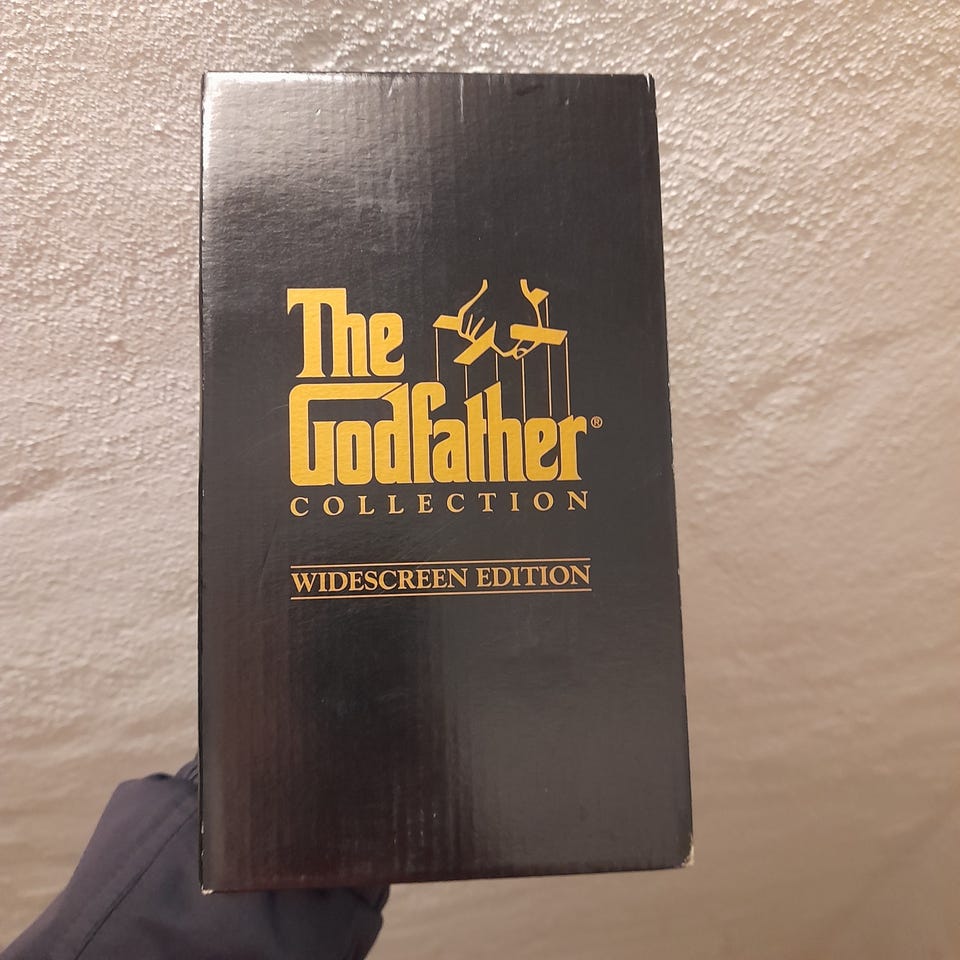 The
Godfather®
COLLECTION
WIDESCREEN EDITION